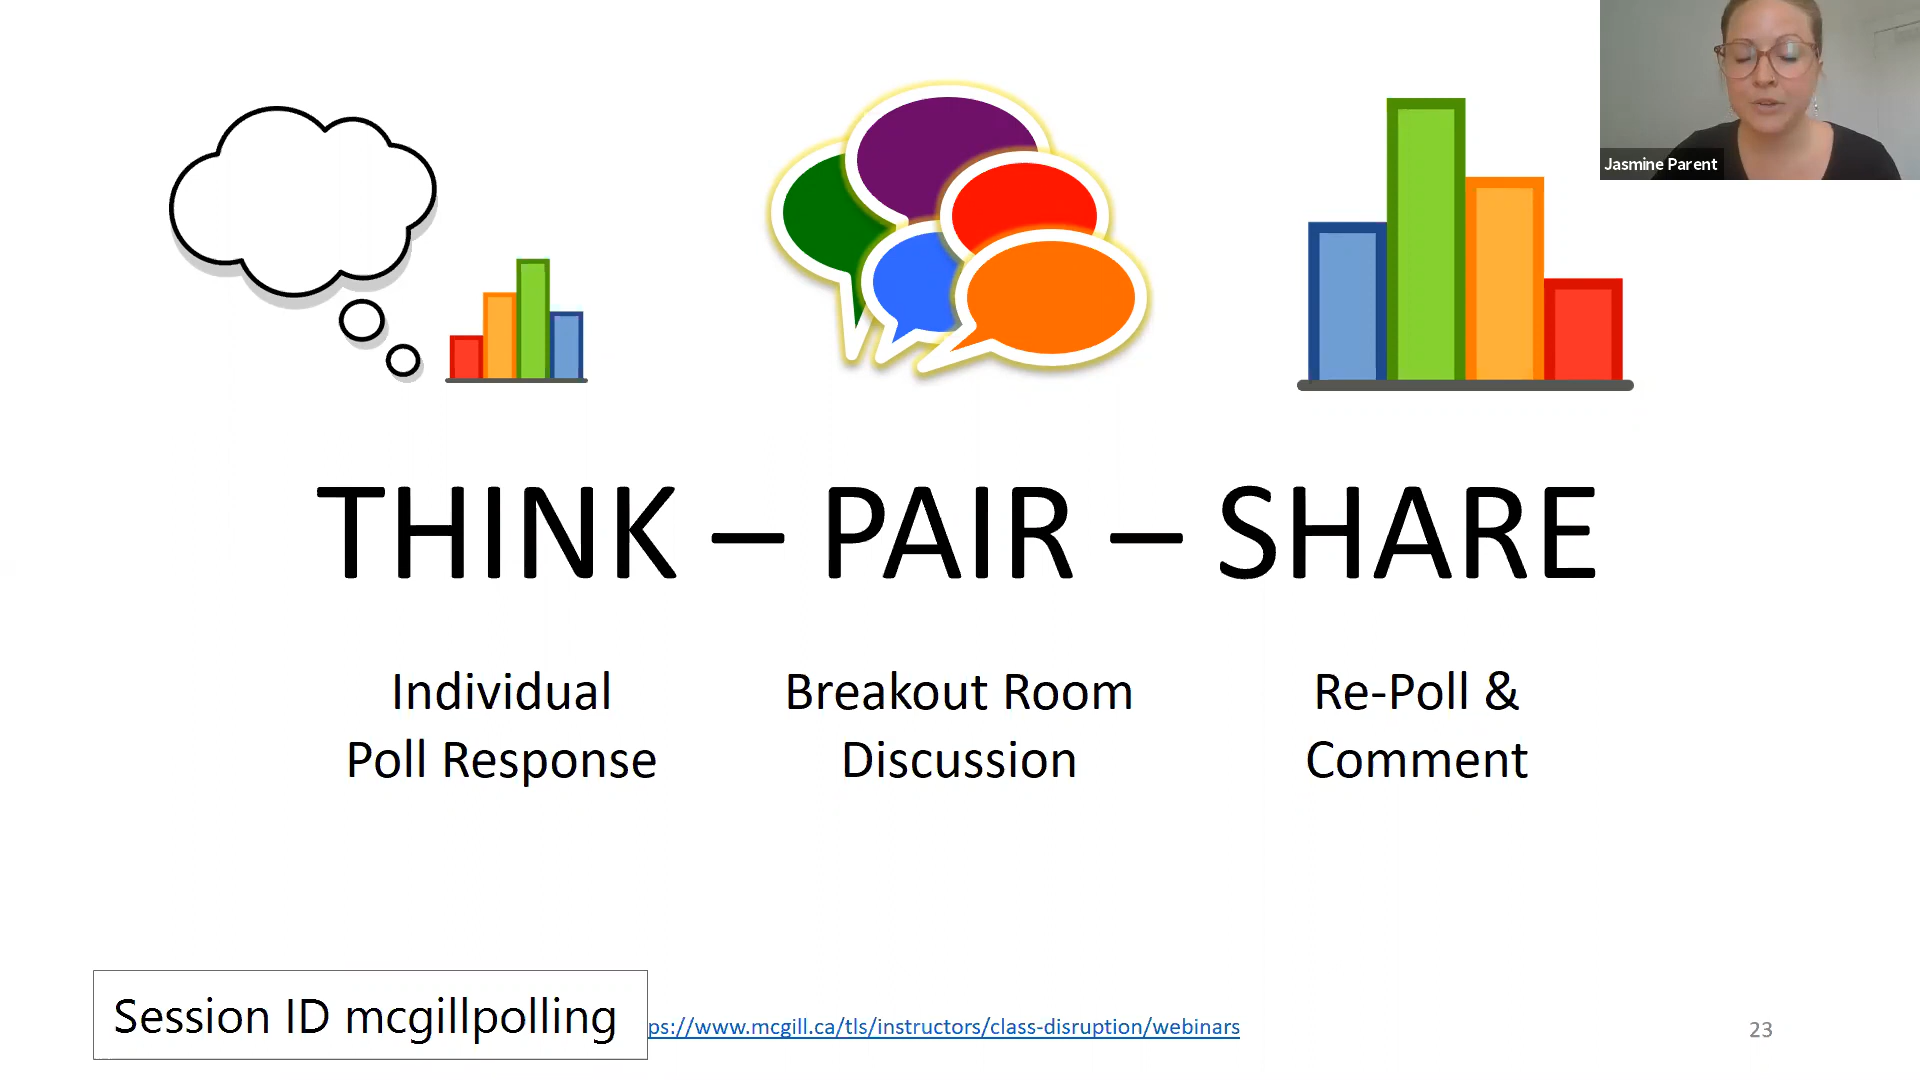 Jasmine Parent
THINK – PAIR – SHARE
Individual
Poll Response
Breakout Room
Discussion
Re-Poll &
Comment
Session ID mcgillpolling
ps://www.mcgill.ca/tls/instructors/class-disruption/webinars
23